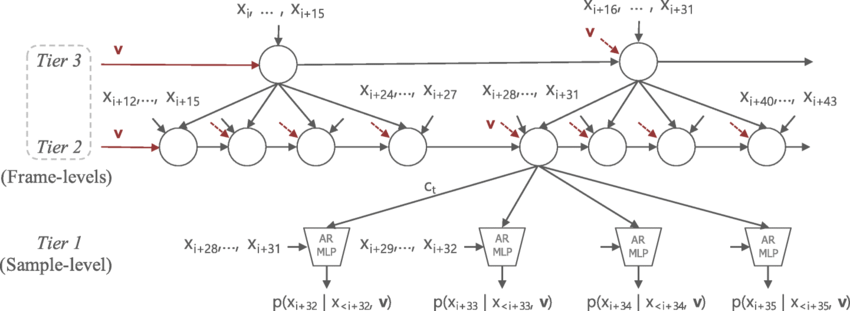 xᵢ, … , xᵢ₊₁₅
xᵢ₊₁₆, … , xᵢ₊₃₁
v
Tier 3
v
xᵢ₊₁₂,…, xᵢ₊₁₅
xᵢ₊₂₄,…, xᵢ₊₂₇
xᵢ₊₂₈,…, xᵢ₊₃₁
xᵢ₊₄₀,…, xᵢ₊₄₃
Tier 2
v
v
(Frame-levels)
cₜ
Tier 1
(Sample-level)
xᵢ₊₂₈,…, xᵢ₊₃₁
AR
MLP
xᵢ₊₂₉,…, xᵢ₊₃₂
AR
MLP
AR
MLP
AR
MLP
p(xᵢ₊₃₂ | x<ᵢ₊₃₂, v)
p(xᵢ₊₃₃ | x<ᵢ₊₃₃, v)
p(xᵢ₊₃₄ | x<ᵢ₊₃₄, v)
p(xᵢ₊₃₅ | x<ᵢ₊₃₅, v)